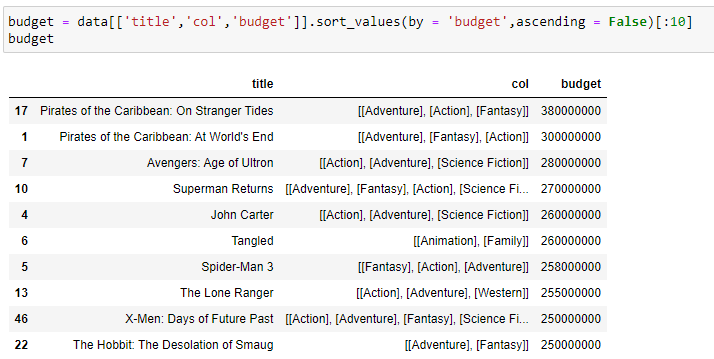 budget = data[['title','col','budget']].sort_values(by = 'budget',ascending = False)[:10]
budget
title col budget
17 Pirates of the Caribbean: On Stranger Tides [[Adventure], [Action], [Fantasy]] 380000000
1 Pirates of the Caribbean: At World's End [[Adventure], [Fantasy], [Action]] 300000000
7 Avengers: Age of Ultron [[Action], [Adventure], [Science Fiction]] 280000000
10 Superman Returns [[Adventure], [Fantasy], [Action], [Science Fi... 270000000
4 John Carter [[Action], [Adventure], [Science Fiction]] 260000000
6 Tangled [[Animation], [Family]] 260000000
5 Spider-Man 3 [[Fantasy], [Action], [Adventure]] 258000000
13 The Lone Ranger [[Action], [Adventure], [Western]] 255000000
46 X-Men: Days of Future Past [[Action], [Adventure], [Fantasy], [Science Fi... 250000000
22 The Hobbit: The Desolation of Smaug [[Adventure], [Fantasy]] 250000000